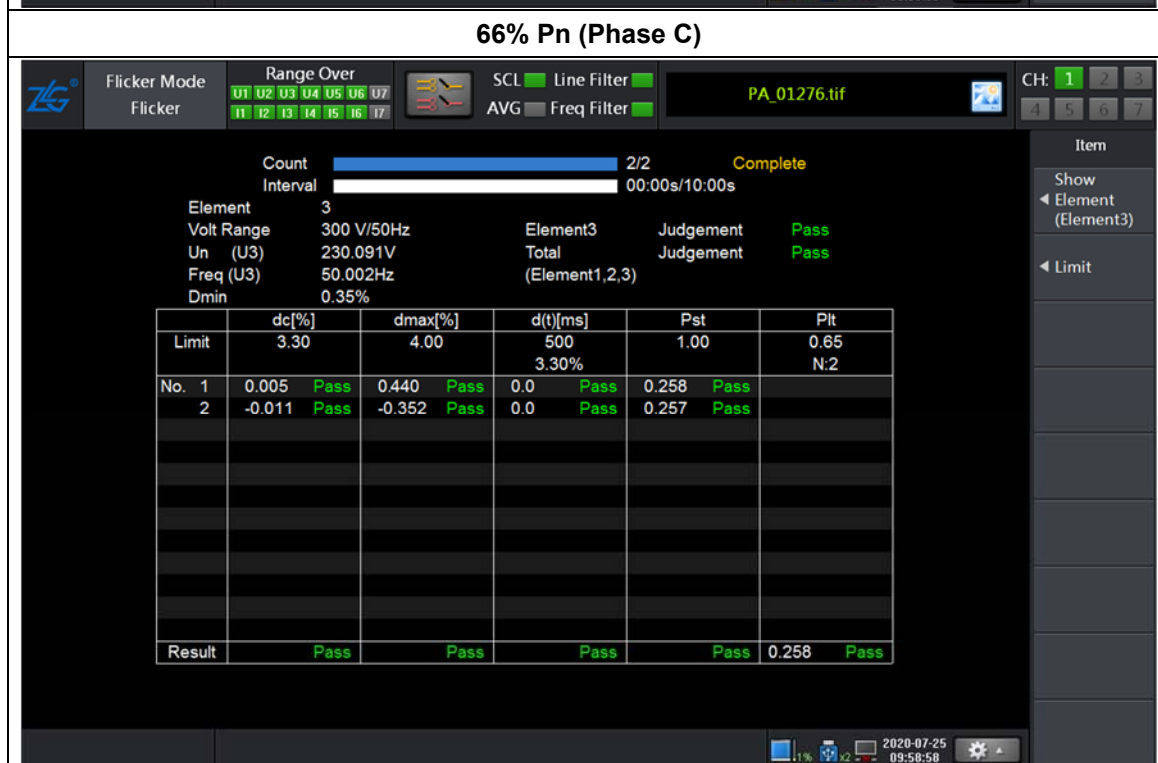 66% Pn (Phase C)
ZLG® Flicker Mode Range Over SCL Line Filter PA_01276.tif CH: 1 2 3
Flicker U1 U2 U3 U4 U5 U6 U7 AVG Freq Filter 4 5 6 7
I1 I2 I3 I4 I5 I6 I7
Item
Count 2/2 Complete
Interval 00:00s/10:00s
Show
Element
(Element3)
Limit
Element 3
Volt Range 300 V/50Hz Element3 Judgement Pass
Un (U3) 230.091V Total Judgement Pass
Freq (U3) 50.002Hz (Element1,2,3)
Dmin 0.35%
dc[%] dmax[%] d(t)[ms] Pst Plt
Limit 3.30 4.00 500 1.00 0.65
3.30% N:2
No. 1 0.005 Pass 0.440 Pass 0.0 Pass 0.258 Pass
2 -0.011 Pass -0.352 Pass 0.0 Pass 0.257 Pass
Result Pass Pass Pass Pass 0.258 Pass
1% x2 2020-07-25
09:58:58